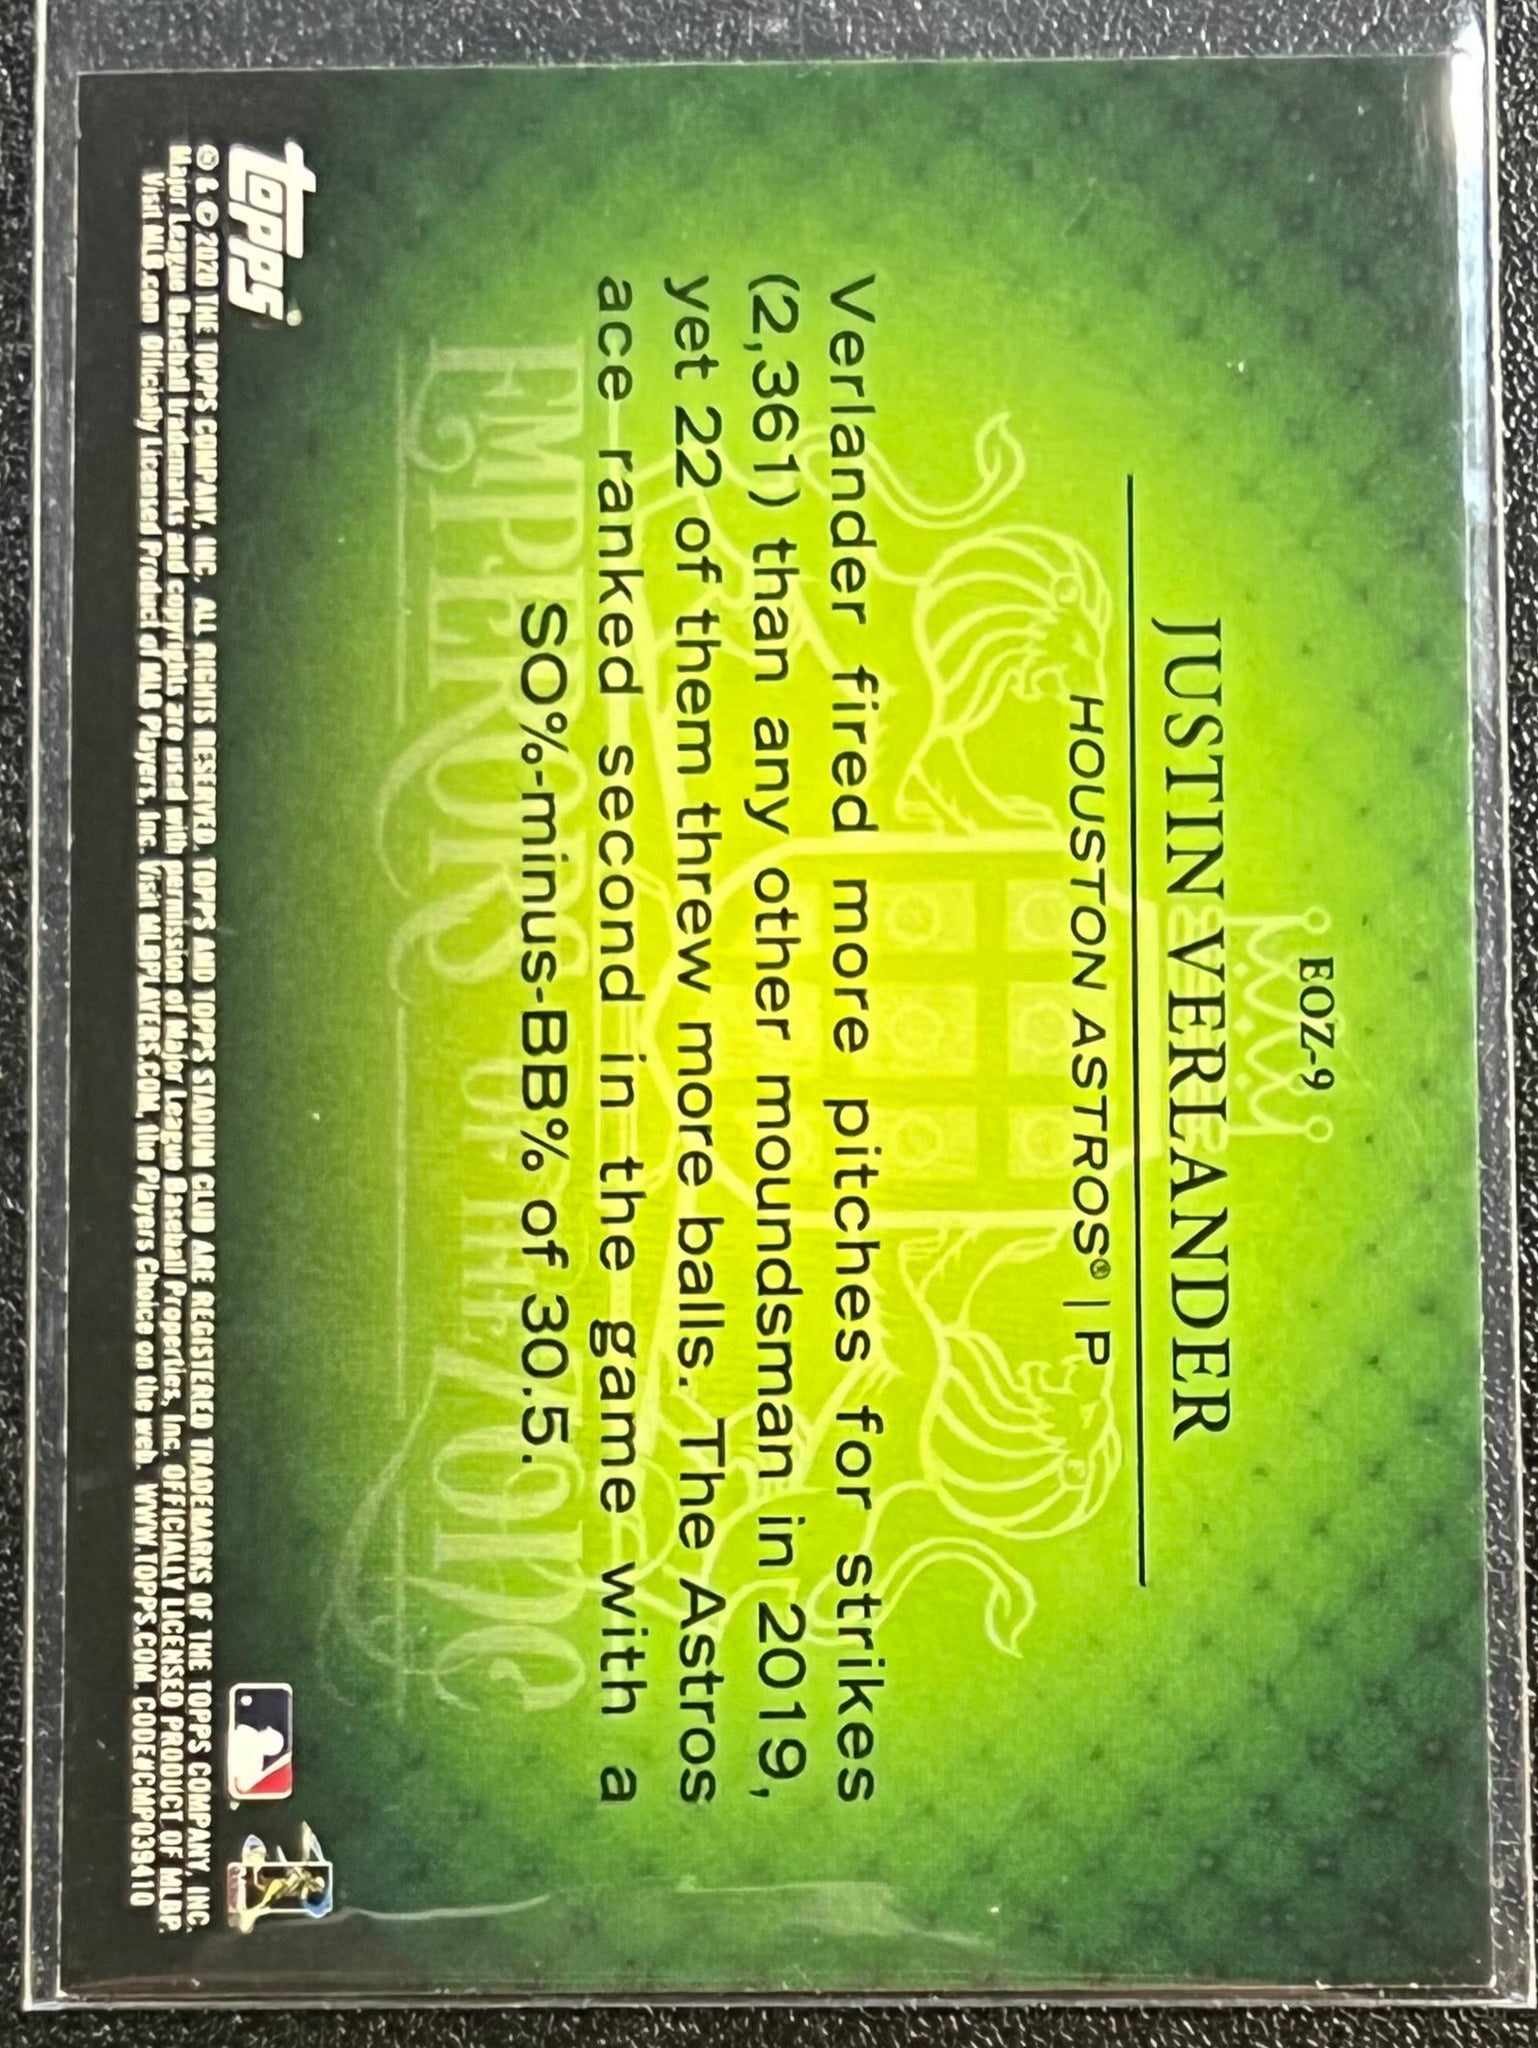 EOZ-9
JUSTIN VERLANDER
HOUSTON ASTROS® | P
Verlander fired more pitches for strikes
(2,361) than any other moundsman in 2019,
yet 22 of them threw more balls. The Astros
ace ranked second in the game with a
SO%-minus-BB% of 30.5.
EMPERORS OF THE ZONE
topps®
© & © 2020 THE TOPPS COMPANY, INC. ALL RIGHTS RESERVED. TOPPS AND TOPPS STADIUM CLUB ARE REGISTERED TRADEMARKS OF THE TOPPS COMPANY, INC.
Major League Baseball trademarks and copyrights are used with permission of Major League Baseball Properties, Inc. OFFICIALLY LICENSED PRODUCT OF MLBP.
Visit MLB.com Officially Licensed Product of MLB Players, Inc. Visit MLBPLAYERS.COM, the Players Choice on the web. WWW.TOPPS.COM CODE#CMP039410